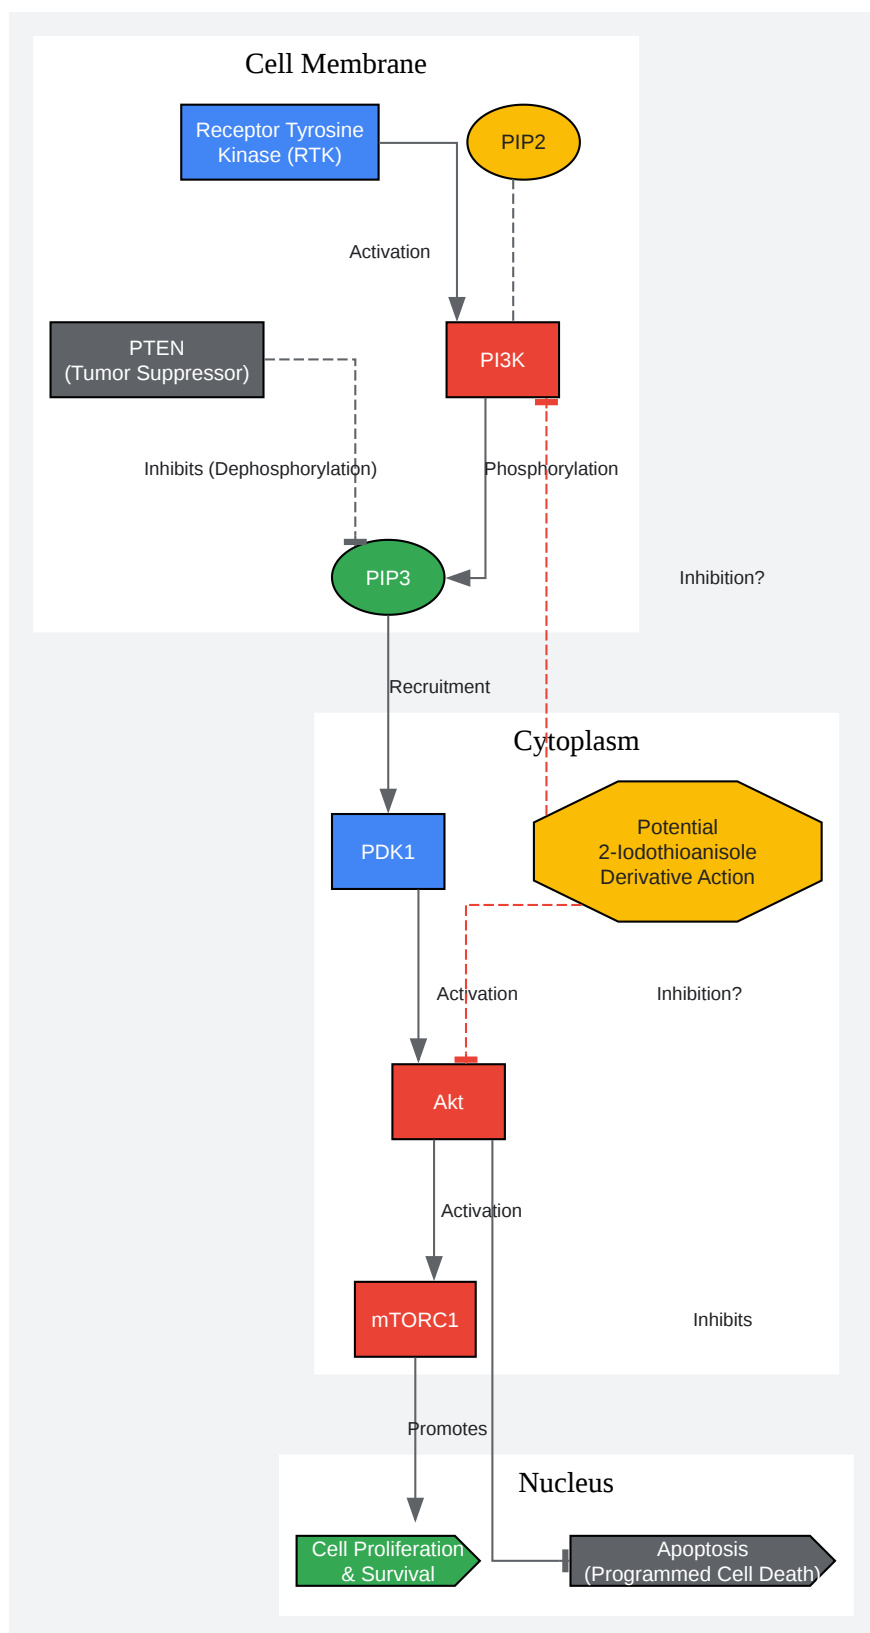 Cell Membrane
Receptor Tyrosine
Kinase (RTK)
PIP2
Activation
PTEN
(Tumor Suppressor)
PI3K
Inhibits (Dephosphorylation)
Phosphorylation
PIP3
Inhibition?
Recruitment
Cytoplasm
PDK1
Potential
2-Iodothioanisole
Derivative Action
Activation
Inhibition?
Akt
Activation
mTORC1
Inhibits
Promotes
Nucleus
Cell Proliferation
& Survival
Apoptosis
(Programmed Cell Death)